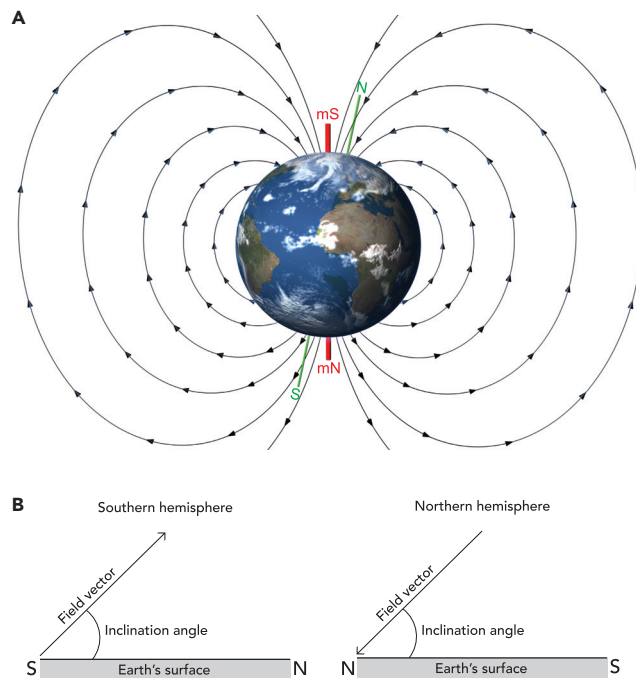 A
N
mS
mN
S
B
Southern hemisphere
Northern hemisphere
Field vector
Field vector
Inclination angle
Inclination angle
S
Earth's surface
N
N
Earth's surface
S